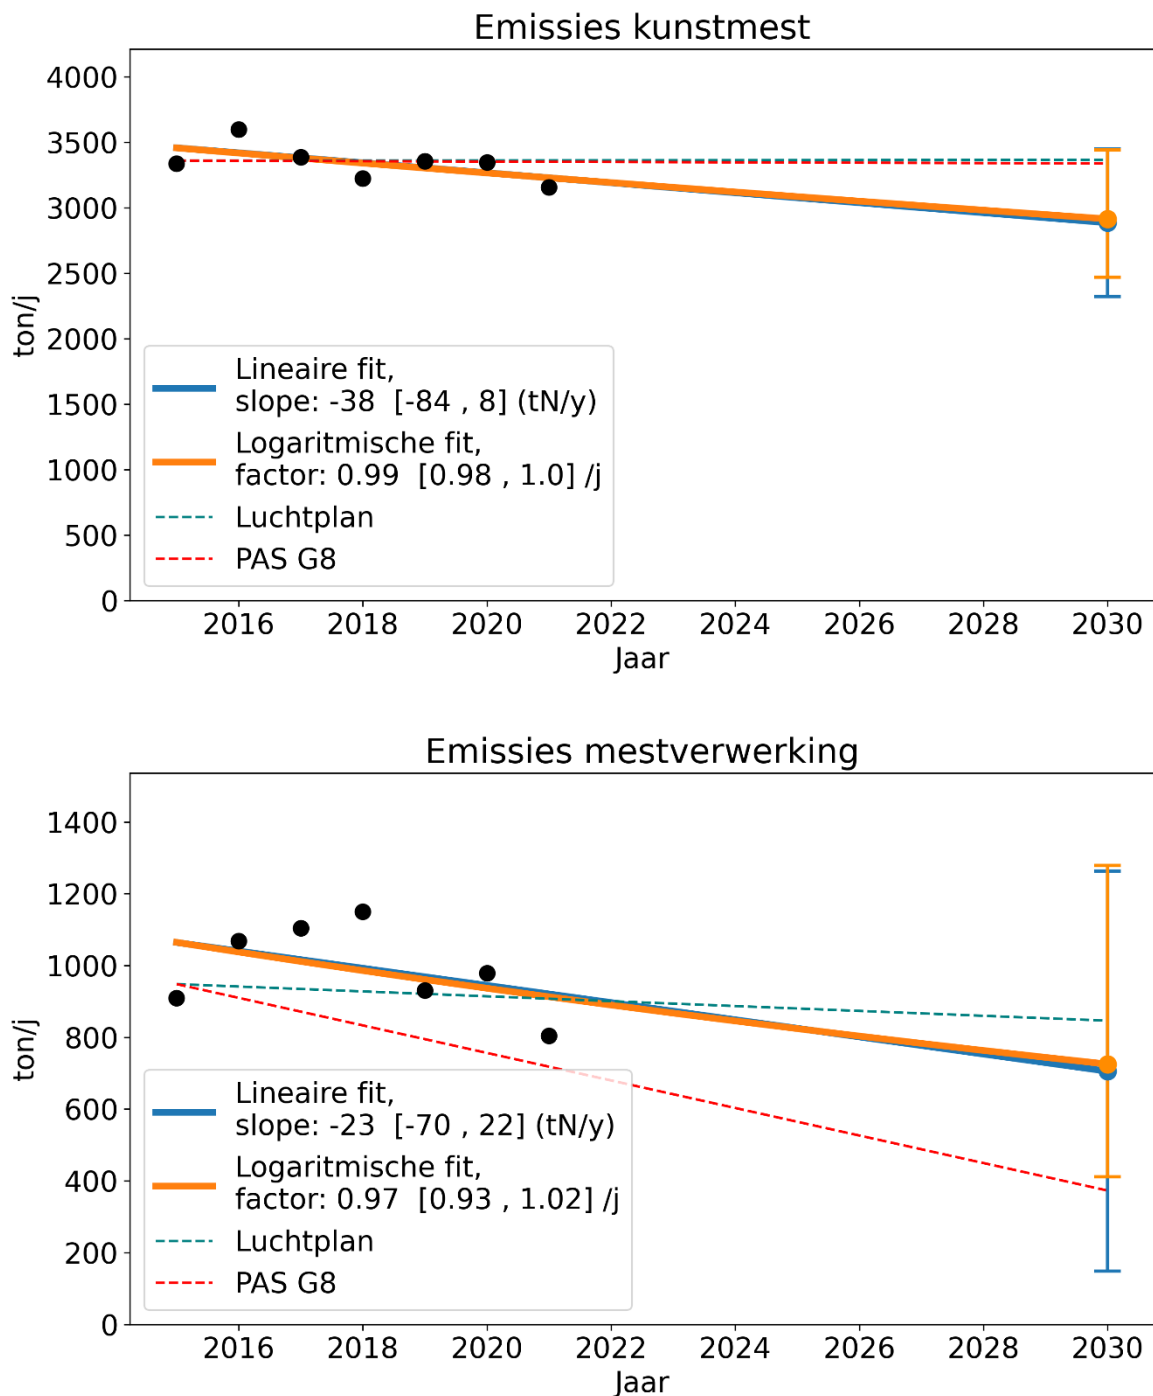 Emissies kunstmest
4000
3500
3000
2500
2000
1500
1000
500
0
ton/j
Lineaire fit,
slope: -38  [-84 , 8] (tN/y)
Logaritmische fit,
factor: 0.99  [0.98 , 1.0] /j
Luchtplan
PAS G8
2016 2018 2020 2022 2024 2026 2028 2030
Jaar
Emissies mestverwerking
1400
1200
1000
800
600
400
200
0
ton/j
Lineaire fit,
slope: -23  [-70 , 22] (tN/y)
Logaritmische fit,
factor: 0.97  [0.93 , 1.02] /j
Luchtplan
PAS G8
2016 2018 2020 2022 2024 2026 2028 2030
Jaar